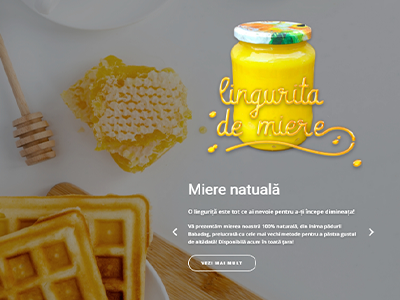 lingurita
de miere
Miere natuală
O linguriță este tot ce ai nevoie pentru a-ți începe dimineața!
Vă prezentăm mierea noastră 100% naturală, din inima pădurii
Babadag, prelucrată cu cele mai vechi metode pentru a păstra gustul
de altădată! Disponibilă acum în toată țara!
VEZI MAI MULT